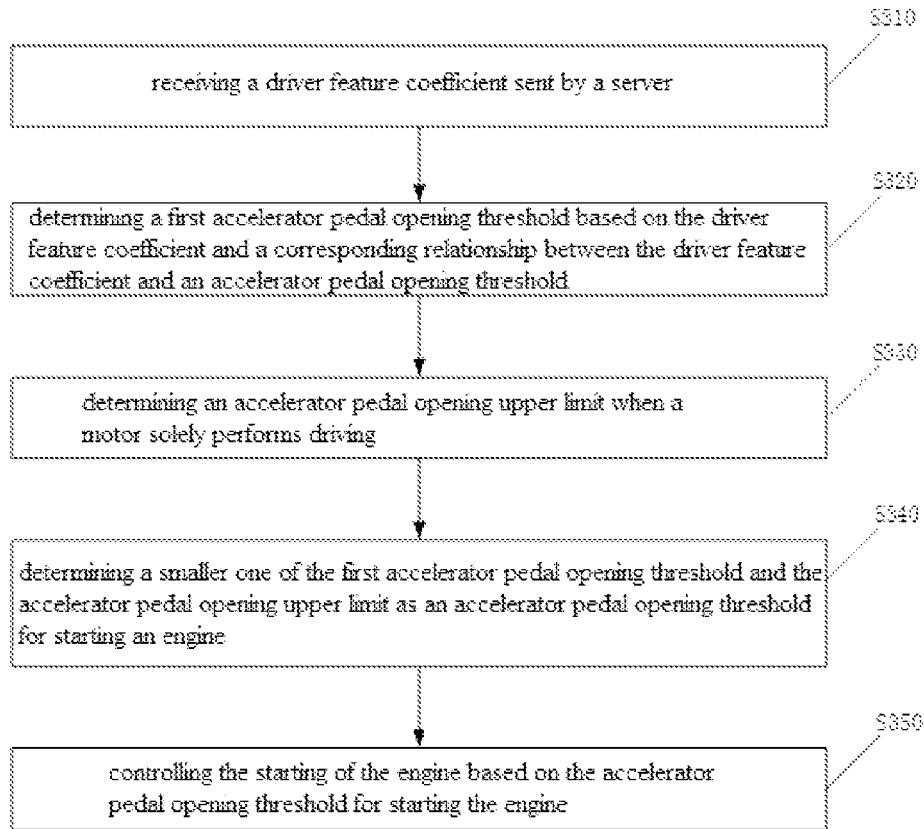 S310
receiving a driver feature coefficient sent by a server
S320
determining a first accelerator pedal opening threshold based on the driver
feature coefficient and a corresponding relationship between the driver feature
coefficient and an accelerator pedal opening threshold
S330
determining an accelerator pedal opening upper limit when a
motor solely performs driving
S340
determining a smaller one of the first accelerator pedal opening threshold and the
accelerator pedal opening upper limit as an accelerator pedal opening threshold
for starting an engine
S350
controlling the starting of the engine based on the accelerator
pedal opening threshold for starting the engine